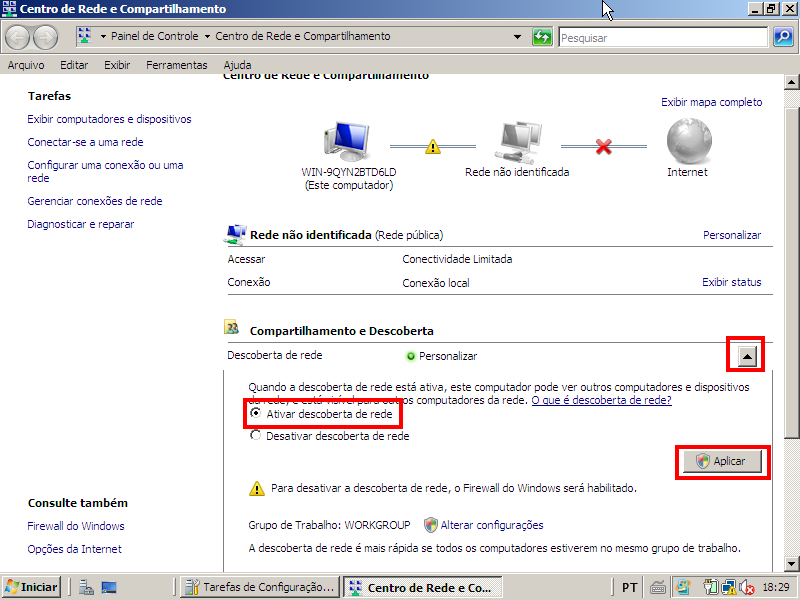 Centro de Rede e Compartilhamento
Painel de Controle
Centro de Rede e Compartilhamento
Pesquisar
Arquivo Editar Exibir Ferramentas Ajuda
Tarefas
Exibir computadores e dispositivos
Conectar-se a uma rede
Configurar uma conexão ou uma
rede
Gerenciar conexões de rede
Diagnosticar e reparar
Consulte também
Firewall do Windows
Opções da Internet
Centro de Rede e Compartilhamento
Exibir mapa completo
WIN-9QYN2BTD6LD
(Este computador)
Rede não identificada
Internet
Rede não identificada (Rede pública) Personalizar
Acessar Conectividade Limitada
Conexão Conexão local Exibir status
Compartilhamento e Descoberta
Descoberta de rede Personalizar
Quando a descoberta de rede está ativa, este computador pode ver outros computadores e dispositivos
da rede, e está visível para outros computadores da rede. O que é descoberta de rede?
Ativar descoberta de rede
Desativar descoberta de rede
Aplicar
Para desativar a descoberta de rede, o Firewall do Windows será habilitado.
Grupo de Trabalho: WORKGROUP Alterar configurações
A descoberta de rede é mais rápida se todos os computadores estiverem no mesmo grupo de trabalho.
Iniciar
Tarefas de Configuração...
Centro de Rede e Co...
PT
18:29